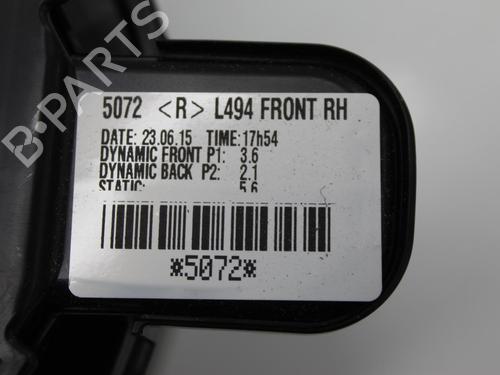 5072 <R> L494 FRONT RH
DATE: 23.06.15 TIME:17h54
DYNAMIC FRONT P1: 3.6
DYNAMIC BACK P2: 2.1
STATIC: 5.6
*5072*